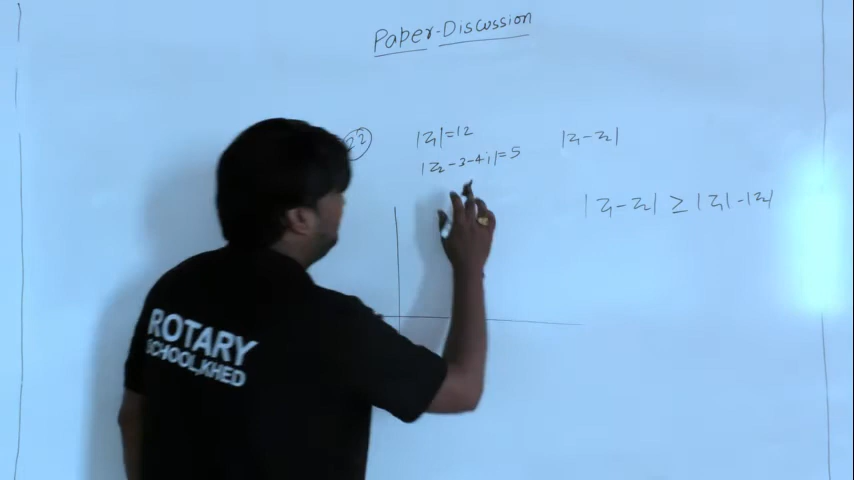 Paper-Discussion
22
|z₁|=12
|z₂-3-4i|=5
|z₁-z₂|
|z₁-z₂| ≥ |z₁| - |z₂|
ROTARY
SCHOOL,KHED